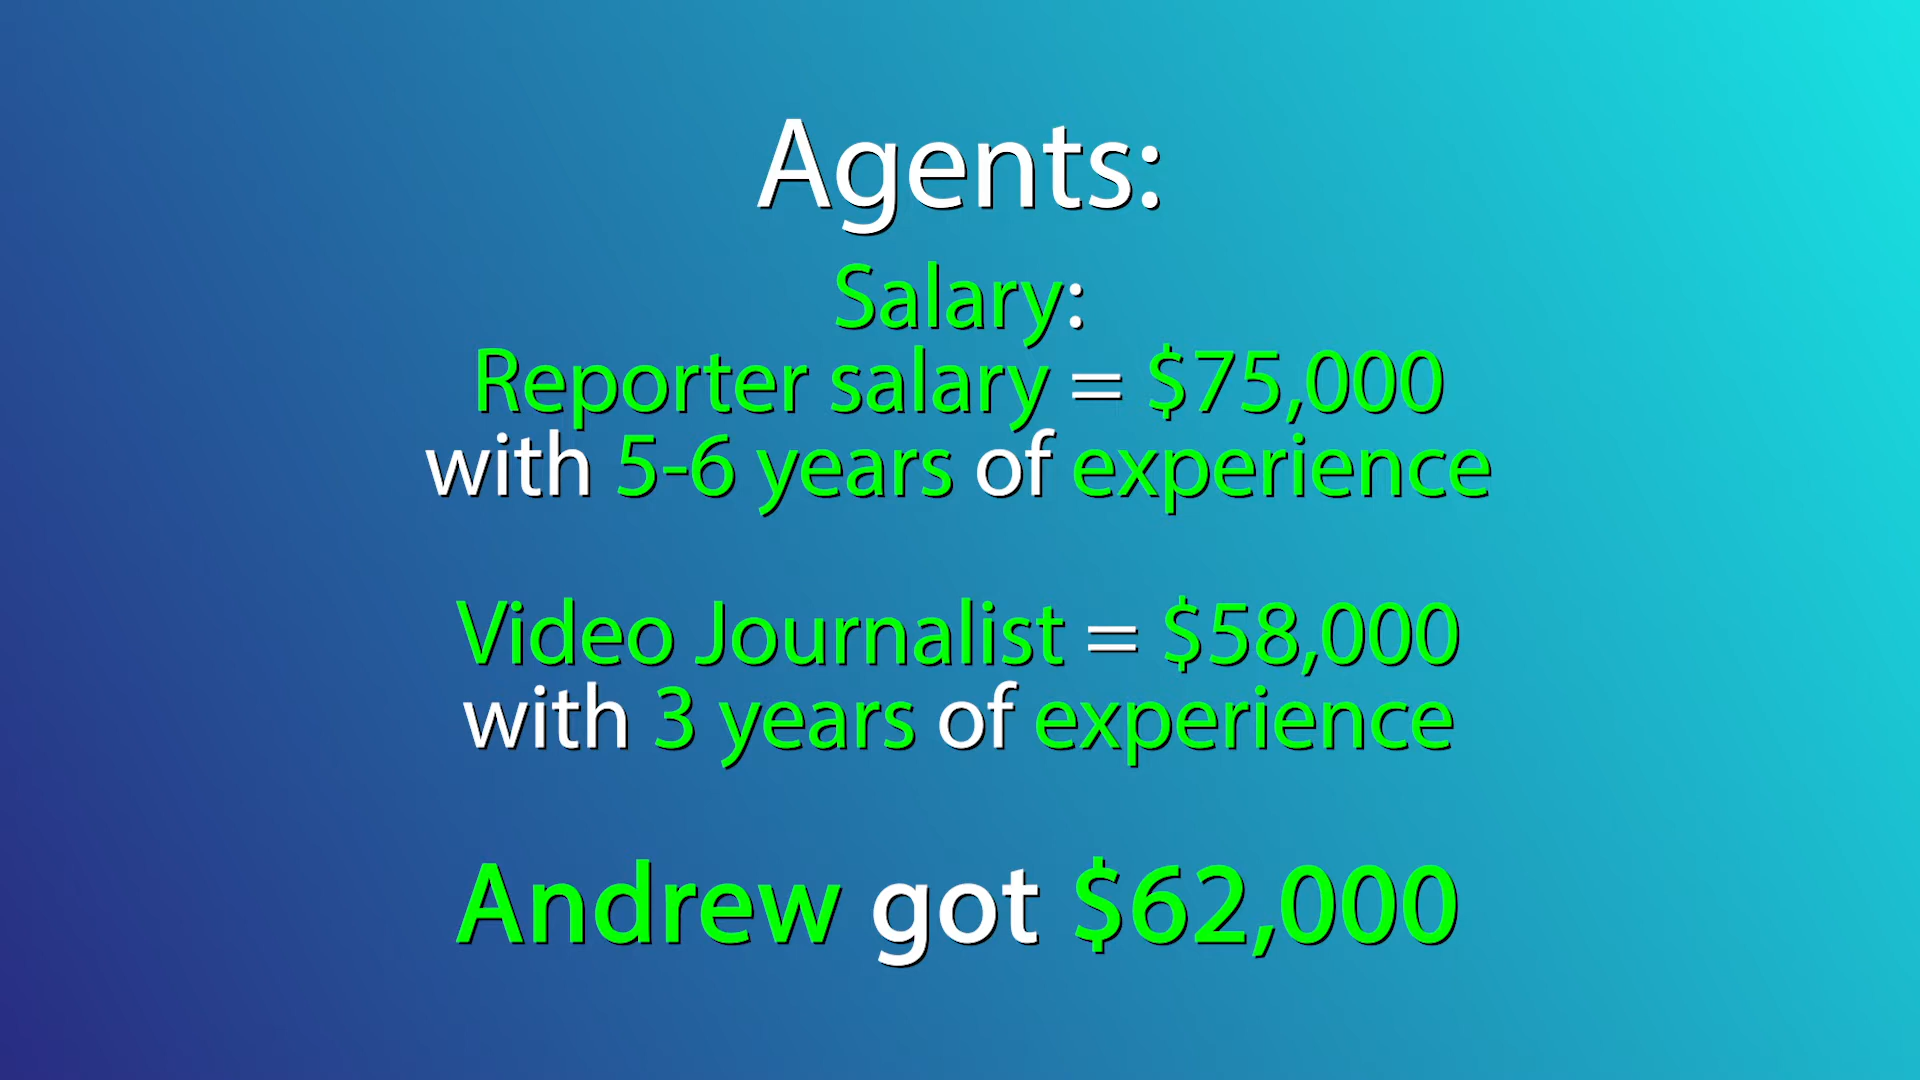 Agents:
Salary:
Reporter salary = $75,000
with 5-6 years of experience
Video Journalist = $58,000
with 3 years of experience
Andrew got $62,000